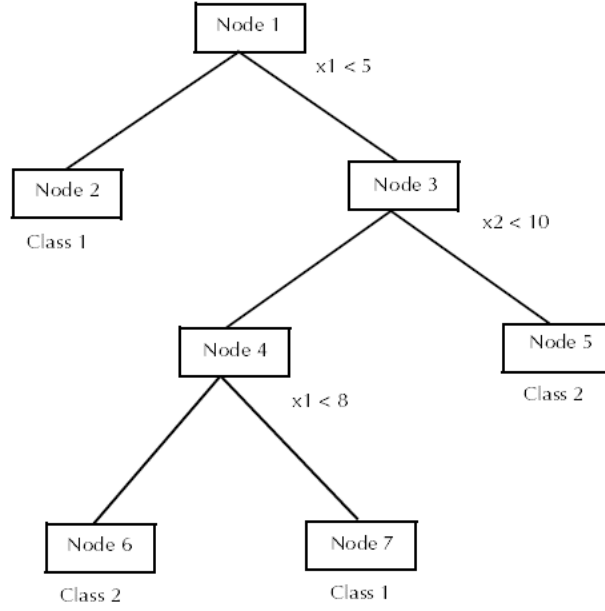 Node 1
x1 < 5
Node 2
Class 1
Node 3
x2 < 10
Node 4
x1 < 8
Node 5
Class 2
Node 6
Class 2
Node 7
Class 1